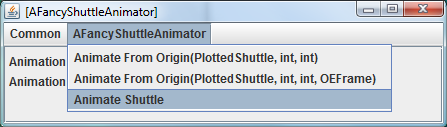 [AFancyShuttleAnimator]
Common AFancyShuttleAnimator
Animate From Origin(PlottedShuttle, int, int)
Animation
Animate From Origin(PlottedShuttle, int, int, OEFrame)
Animation
Animate Shuttle